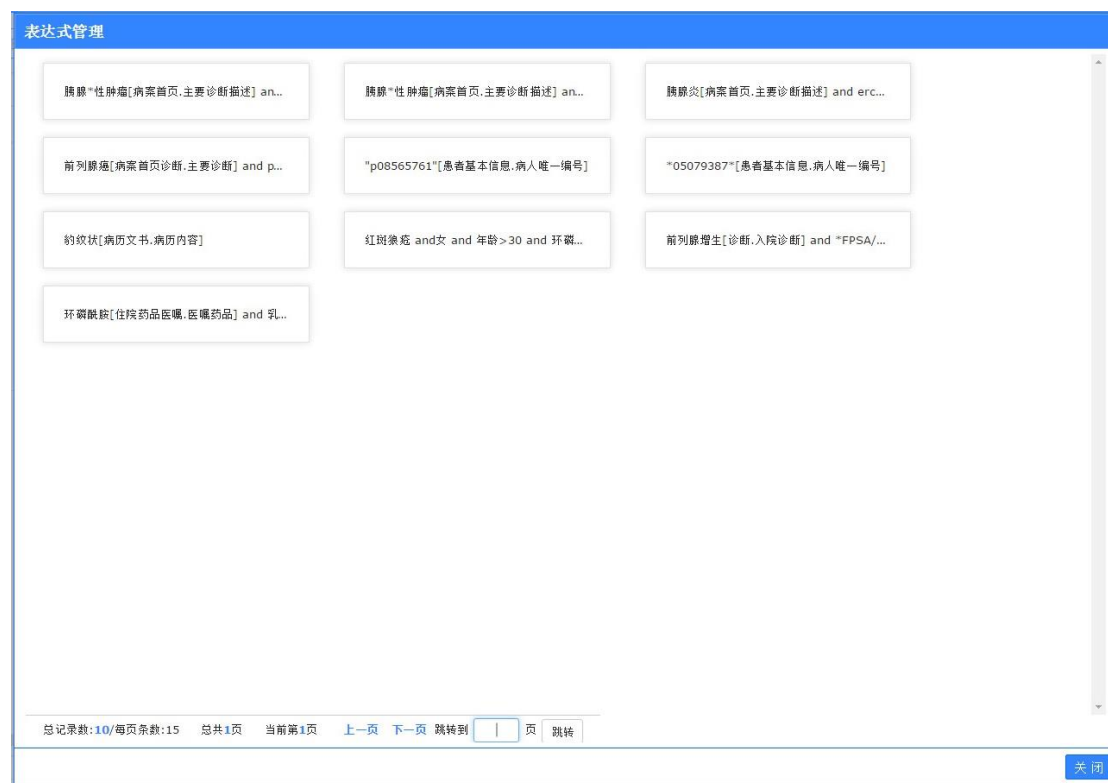 表达式管理
胰腺*性肿瘤[病案首页.主要诊断描述] an...
胰腺*性肿瘤[病案首页.主要诊断描述] an...
胰腺炎[病案首页.主要诊断描述] and erc...
前列腺癌[病案首页诊断.主要诊断] and p...
"p08565761"[患者基本信息.病人唯一编号]
*05079387*[患者基本信息.病人唯一编号]
豹纹状[病历文书.病历内容]
红斑狼疮 and女 and 年龄>30 and 环磷...
前列腺增生[诊断.入院诊断] and *FPSA/...
环磷酰胺[住院药品医嘱.医嘱药品] and 乳...
总记录数:10/每页条数:15 总共1页 当前第1页 上一页 下一页 跳转到 页 跳转
关闭